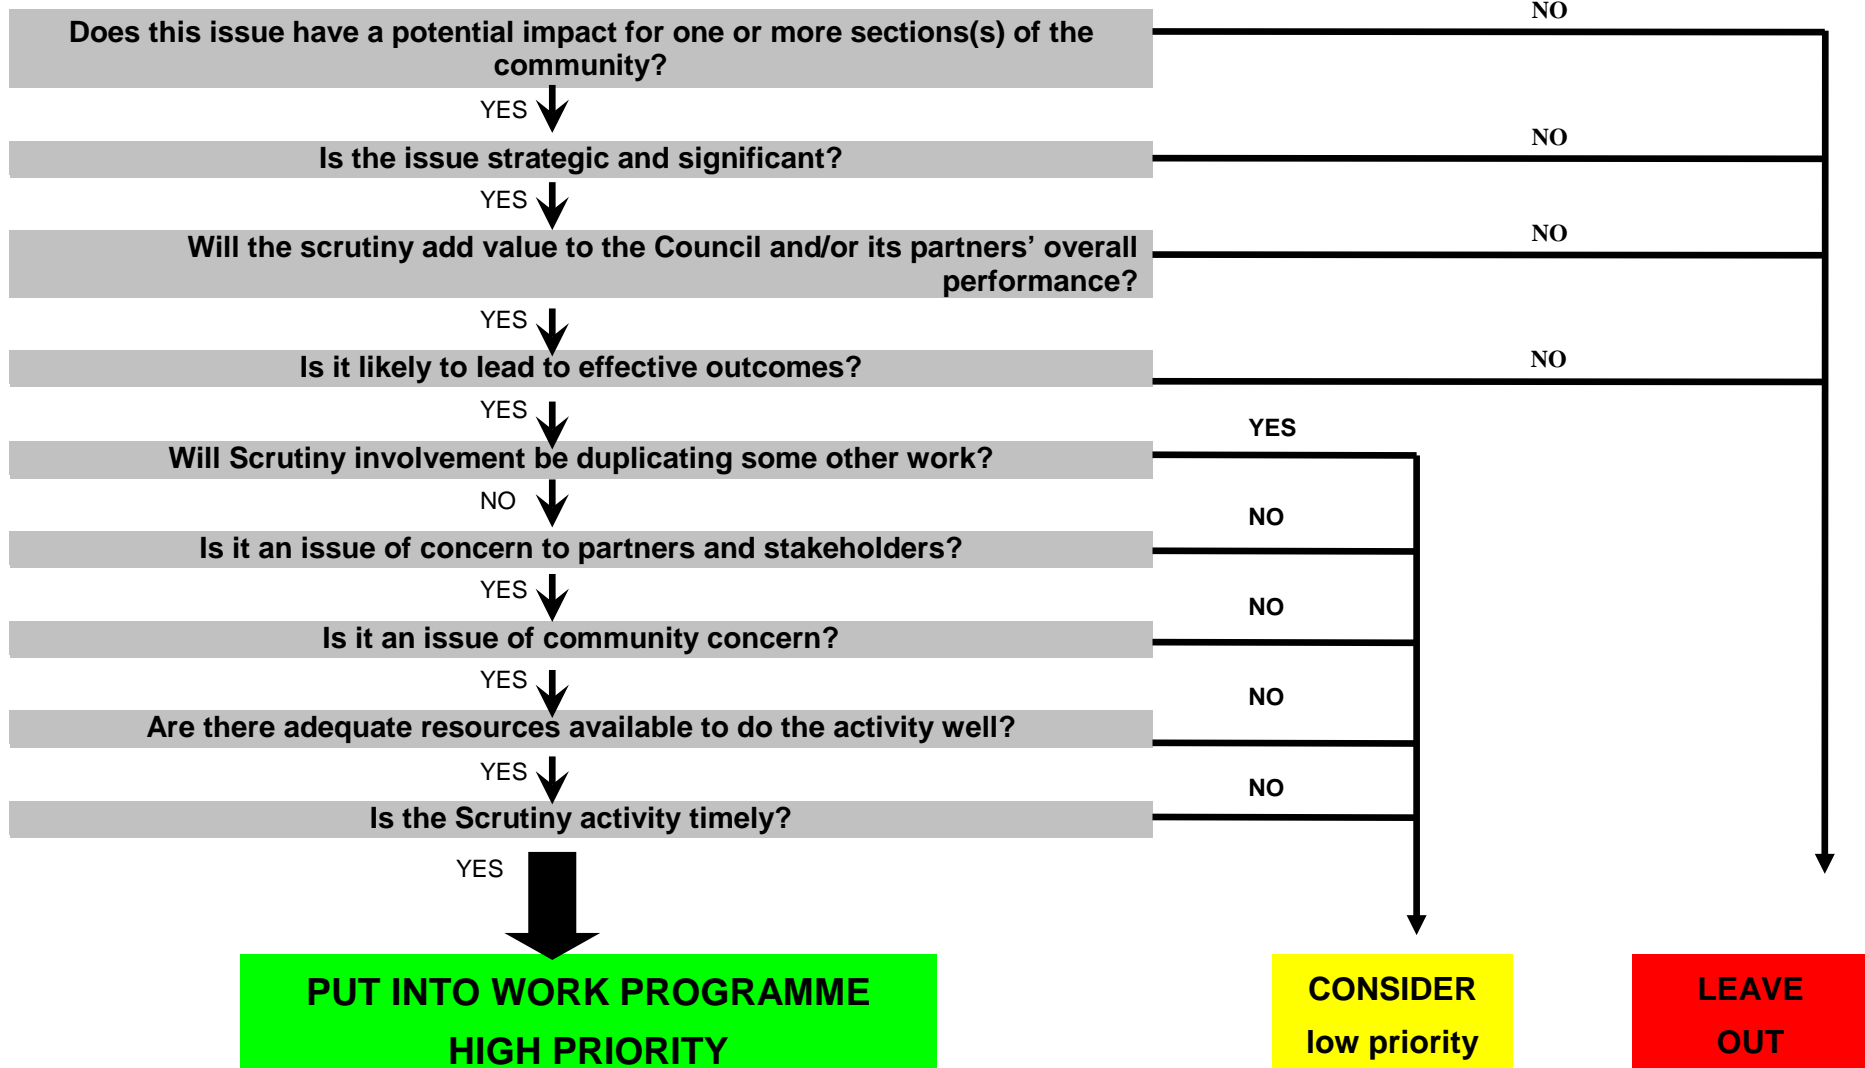 NO
Does this issue have a potential impact for one or more sections(s) of the
community?
YES
NO
Is the issue strategic and significant?
YES
NO
Will the scrutiny add value to the Council and/or its partners’ overall
performance?
YES
NO
Is it likely to lead to effective outcomes?
YES
YES
Will Scrutiny involvement be duplicating some other work?
NO
NO
Is it an issue of concern to partners and stakeholders?
YES
NO
Is it an issue of community concern?
YES
NO
Are there adequate resources available to do the activity well?
YES
NO
Is the Scrutiny activity timely?
YES
PUT INTO WORK PROGRAMME
HIGH PRIORITY
CONSIDER
low priority
LEAVE
OUT